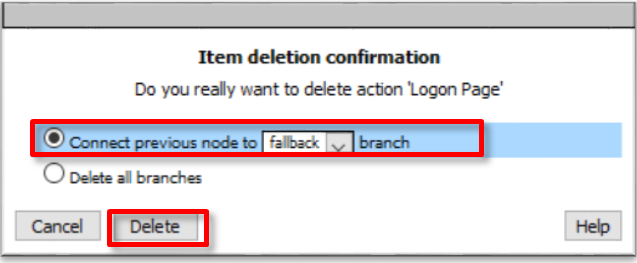 Item deletion confirmation
Do you really want to delete action 'Logon Page'
Connect previous node to fallback branch
Delete all branches
Cancel Delete Help